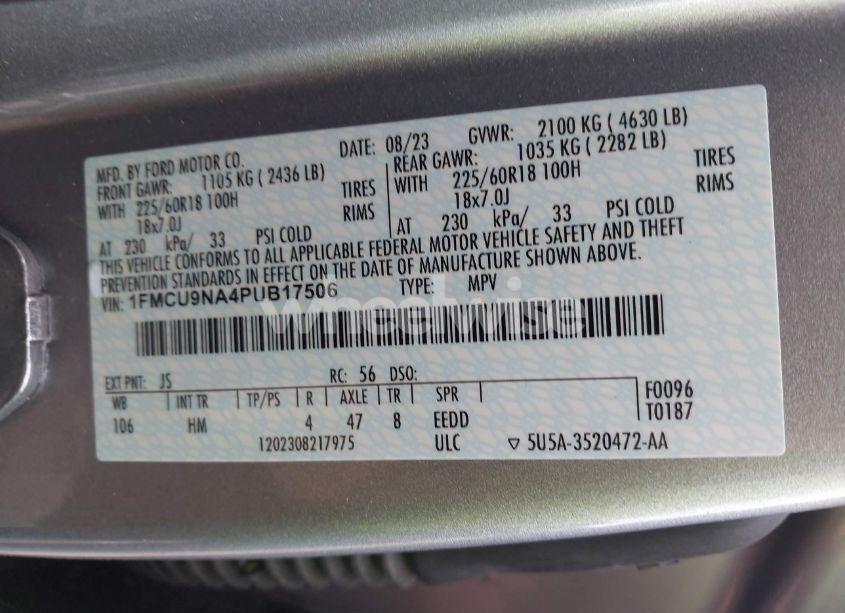 MFD. BY FORD MOTOR CO. DATE: 08/23 GVWR: 2100 KG ( 4630 LB)
FRONT GAWR: 1105 KG ( 2436 LB) REAR GAWR: 1035 KG ( 2282 LB)
WITH 225/60R18 100H TIRES WITH 225/60R18 100H TIRES
18x7.0J RIMS 18x7.0J RIMS
AT 230 kPa/ 33 PSI COLD AT 230 kPa/ 33 PSI COLD
THIS VEHICLE CONFORMS TO ALL APPLICABLE FEDERAL MOTOR VEHICLE SAFETY AND THEFT
PREVENTION STANDARDS IN EFFECT ON THE DATE OF MANUFACTURE SHOWN ABOVE.
VIN: 1FMCU9NA4PUB17506 TYPE: MPV
wheelwise
EXT PNT: JS RC: 56 DSO:
WB INT TR TP/PS R AXLE TR SPR F0096
106 HM 4 47 8 EEDD T0187
1202308217975 ULC ▽ 5U5A-3520472-AA